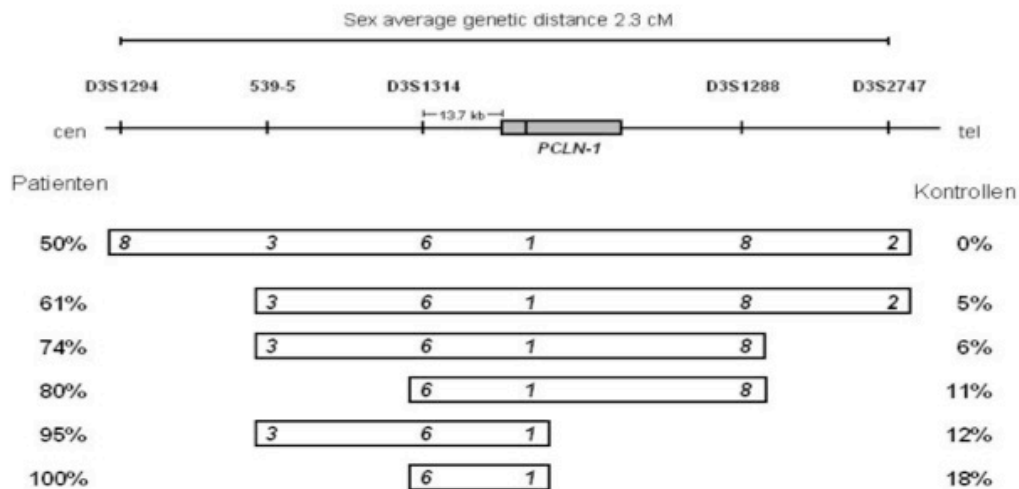 Sex average genetic distance 2.3 cM
D3S1294 539-5 D3S1314 D3S1288 D3S2747
13.7 kb
cen tel
PCLN-1
Patienten Kontrollen
50% 8 3 6 1 8 2 0%
61% 3 6 1 8 2 5%
74% 3 6 1 8 6%
80% 6 1 8 11%
95% 3 6 1 12%
100% 6 1 18%